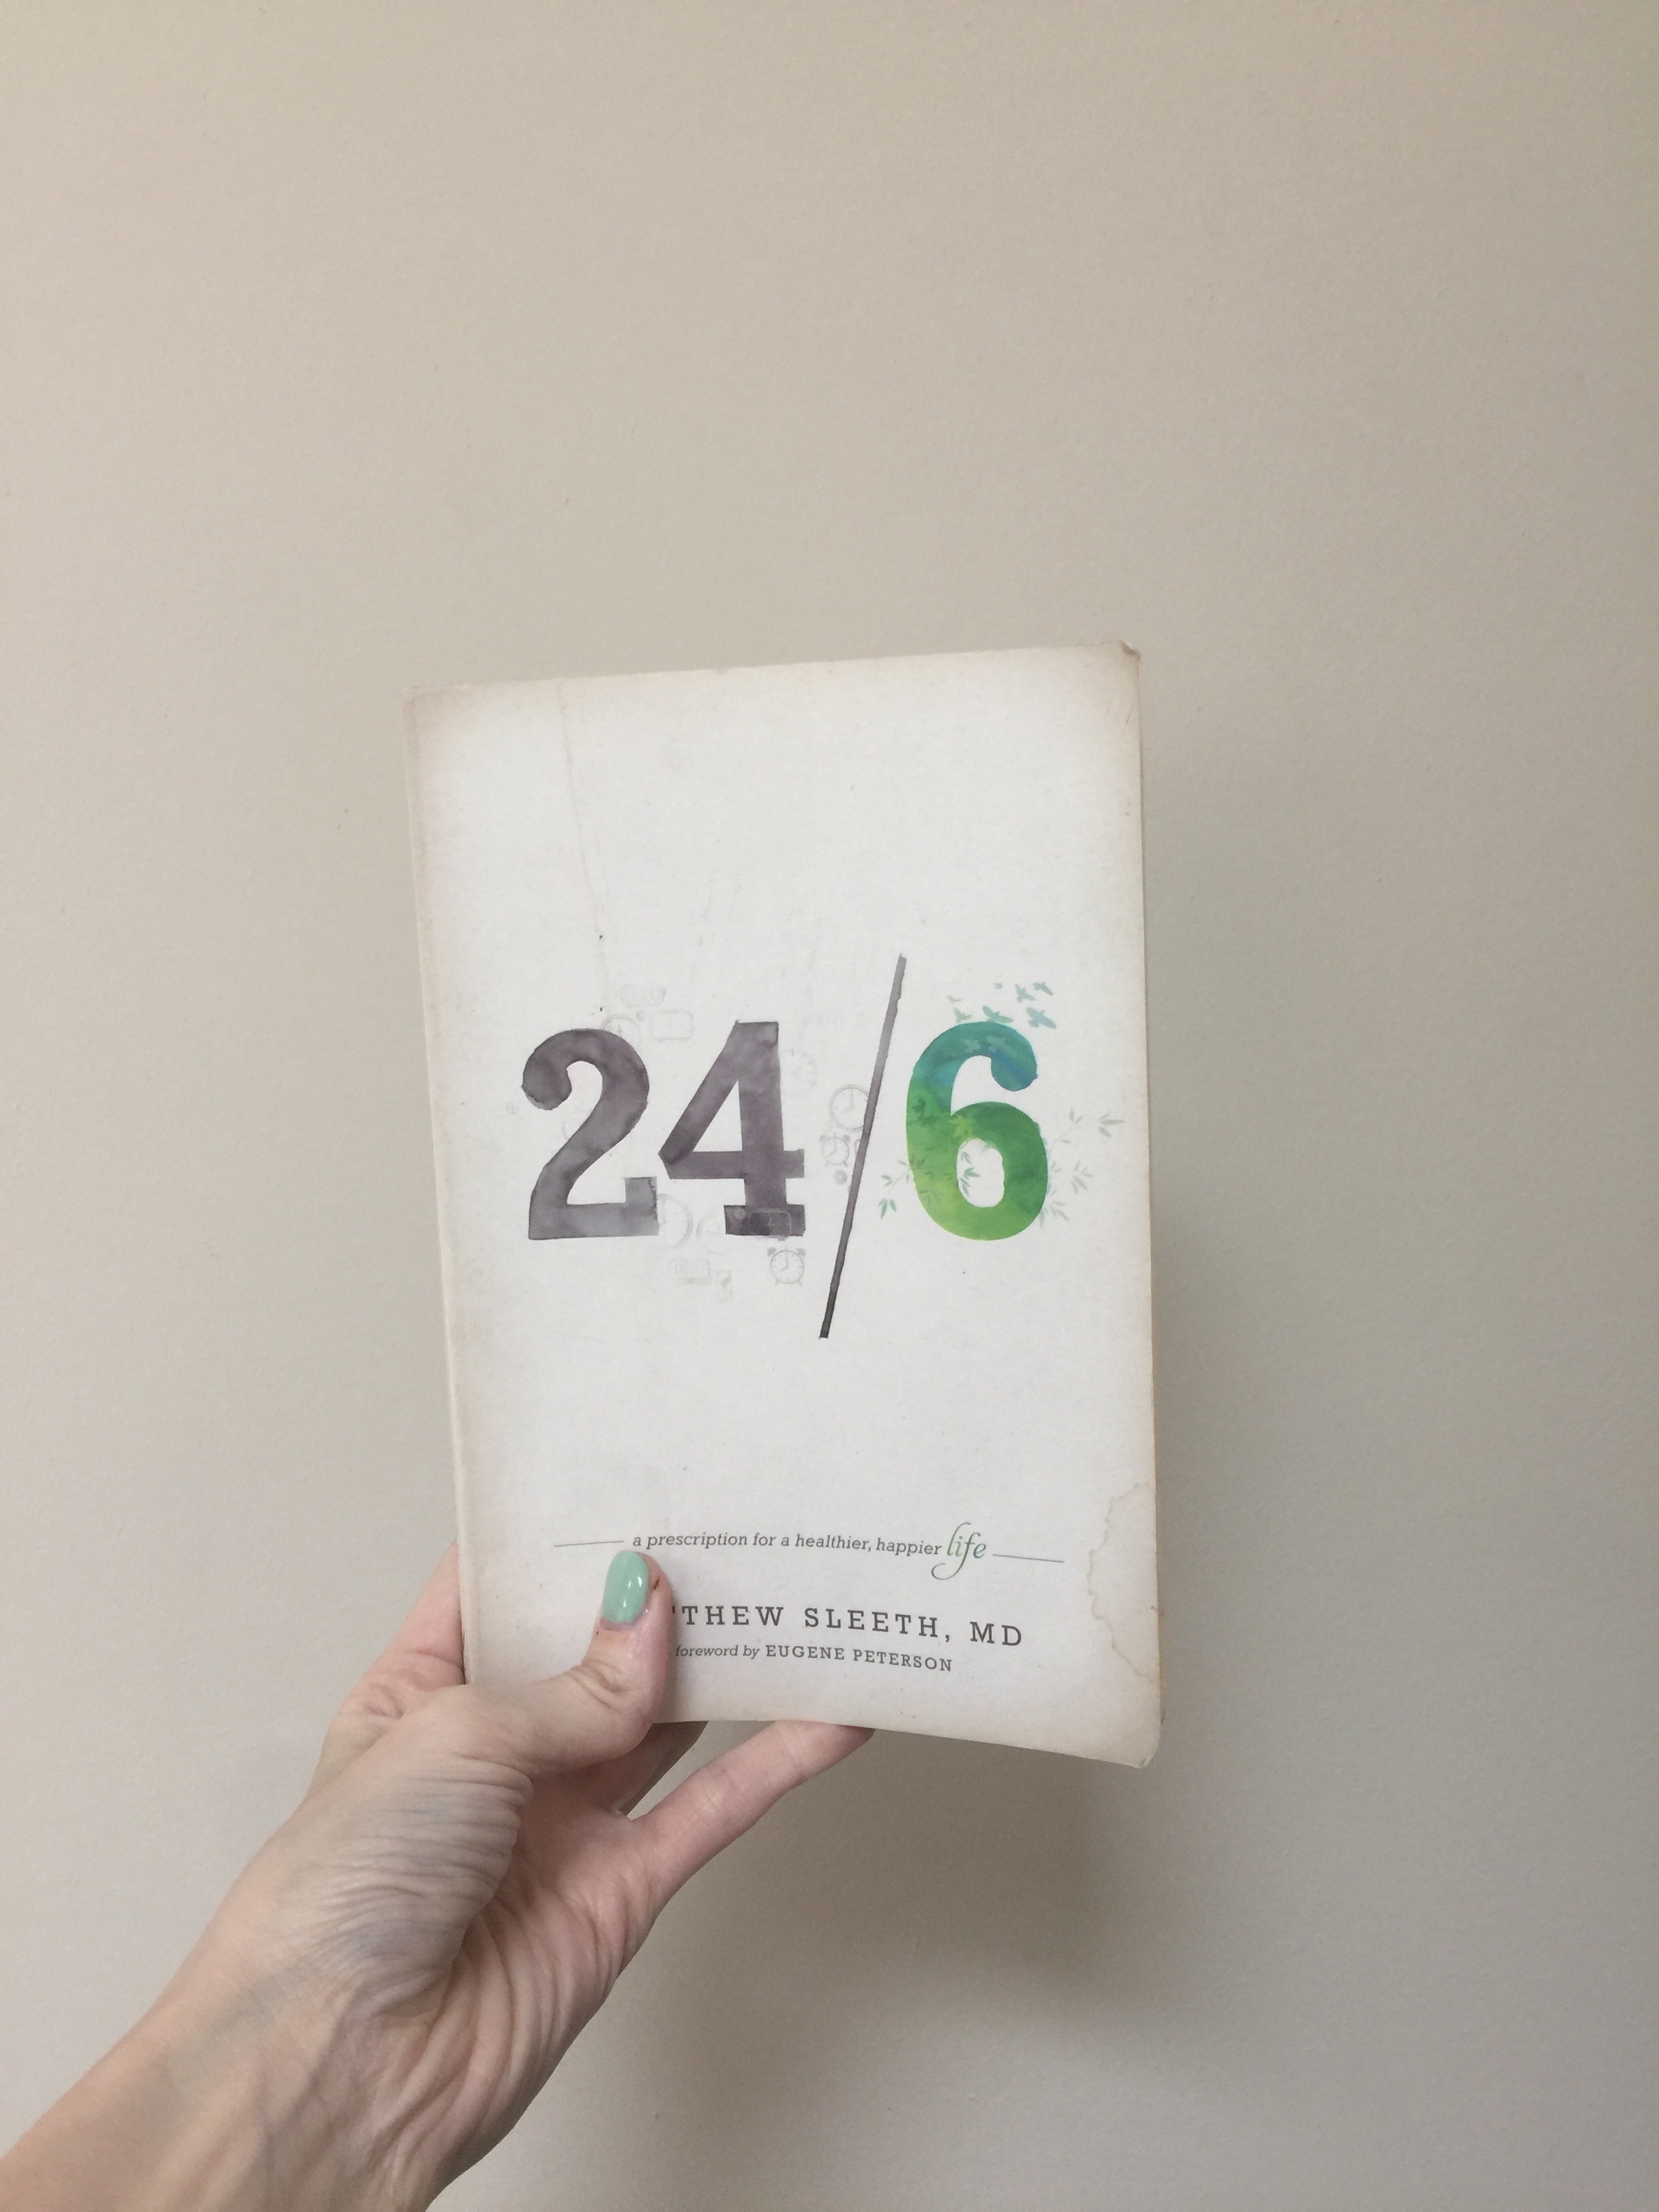 24/6
a prescription for a healthier, happier life
THEW SLEETH, MD
foreword by EUGENE PETERSON